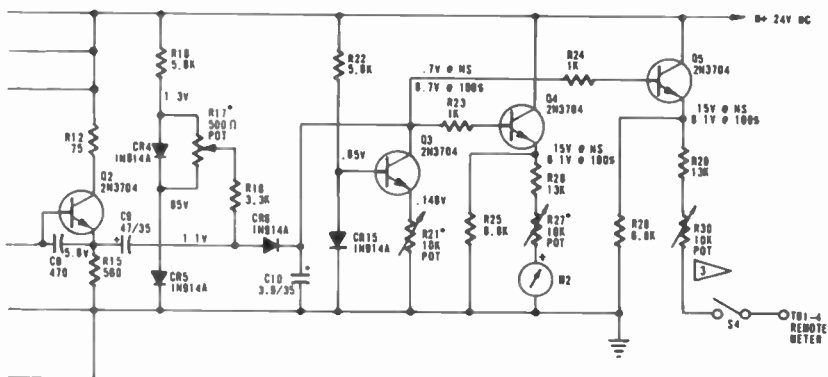 B+ 24V DC
R18
5.8K
1 3V
R17*
500Ω
POT
CR4
IN914A
R12
75
Q2
2N3704
C9
47/35
C8
470
5.8V
R15
560
85V
1 1V
CR5
IN914A
R16
3.3K
CR6
IN914A
C10
3.9/35
R22
5.8K
.85V
CR15
IN914A
.7V @ NS
8.7V @ 100%
R23
1K
Q3
2N3704
.148V
R21*
10K
POT
R24
1K
Q4
2N3704
15V @ NS
8 1V @ 100%
R25
6.8K
R26
13K
R27*
10K
POT
M2
Q5
2N3704
15V @ NS
8 1V @ 100%
R28
6.8K
R29
13K
R30
10K
POT
3
S4
TB1-4
REMOTE
METER